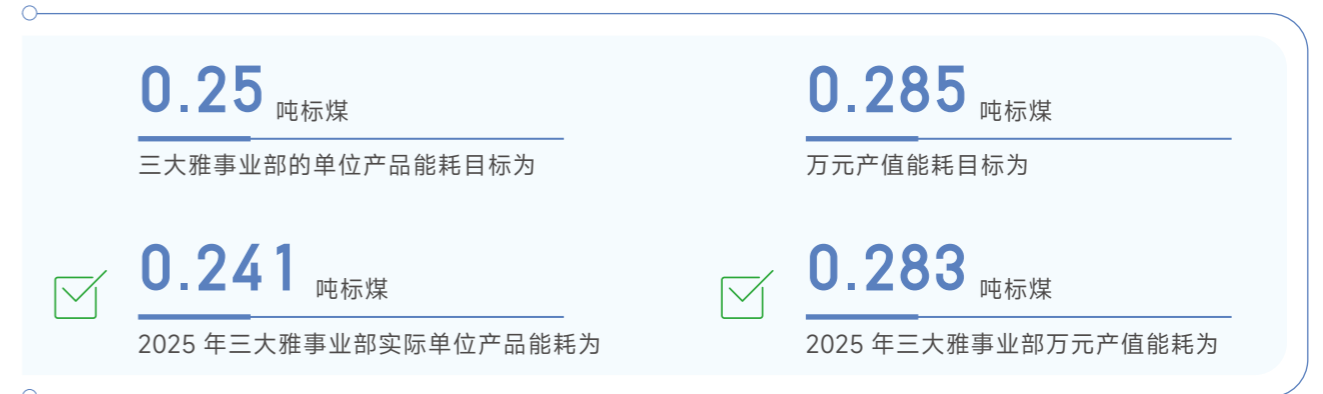 0.25 吨标煤
三大雅事业部的单位产品能耗目标为
0.285 吨标煤
万元产值能耗目标为
0.241 吨标煤
2025 年三大雅事业部实际单位产品能耗为
0.283 吨标煤
2025 年三大雅事业部万元产值能耗为